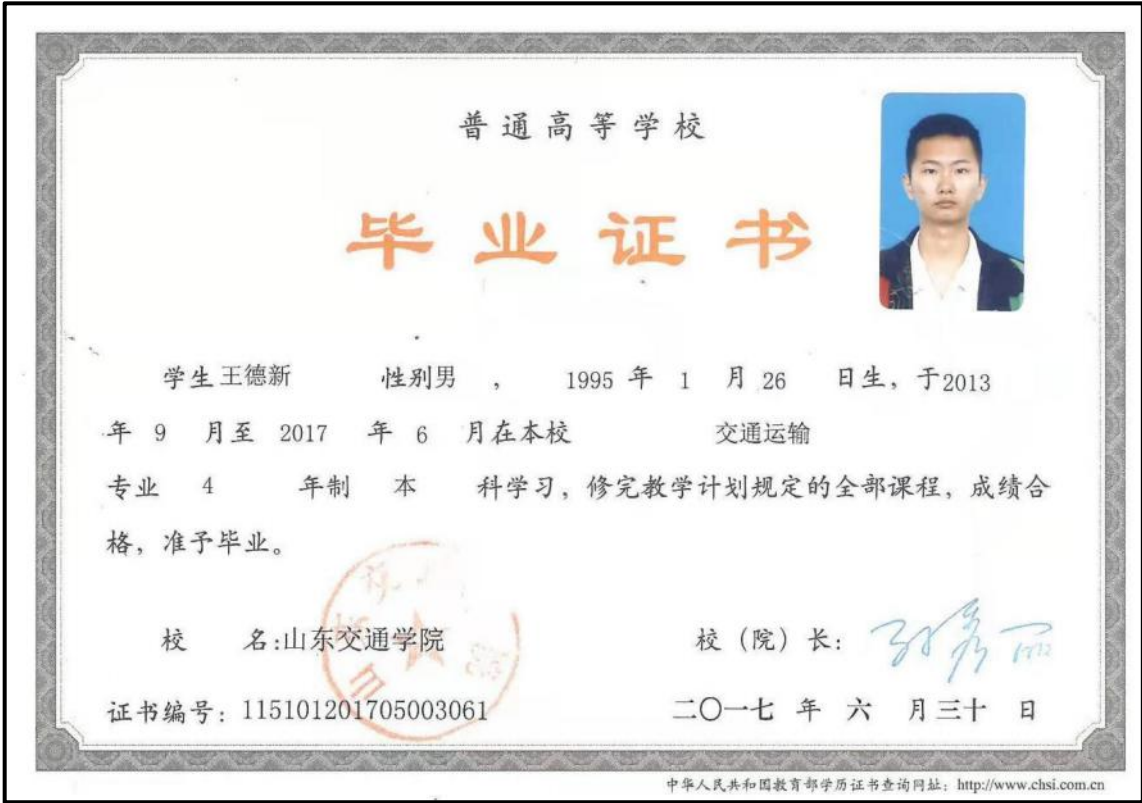 普通高等学校
毕业证书
学生 王德新 性别 男 , 1995 年 1 月 26 日生，于2013
年 9 月至 2017 年 6 月在本校 交通运输
专业 4 年制 本 科学习，修完教学计划规定的全部课程，成绩合
格，准予毕业。
校 名:山东交通学院
校（院）长：
证书编号：115101201705003061
二〇一七 年 六 月三十 日
中华人民共和国教育部学历证书查询网址：http://www.chsi.com.cn